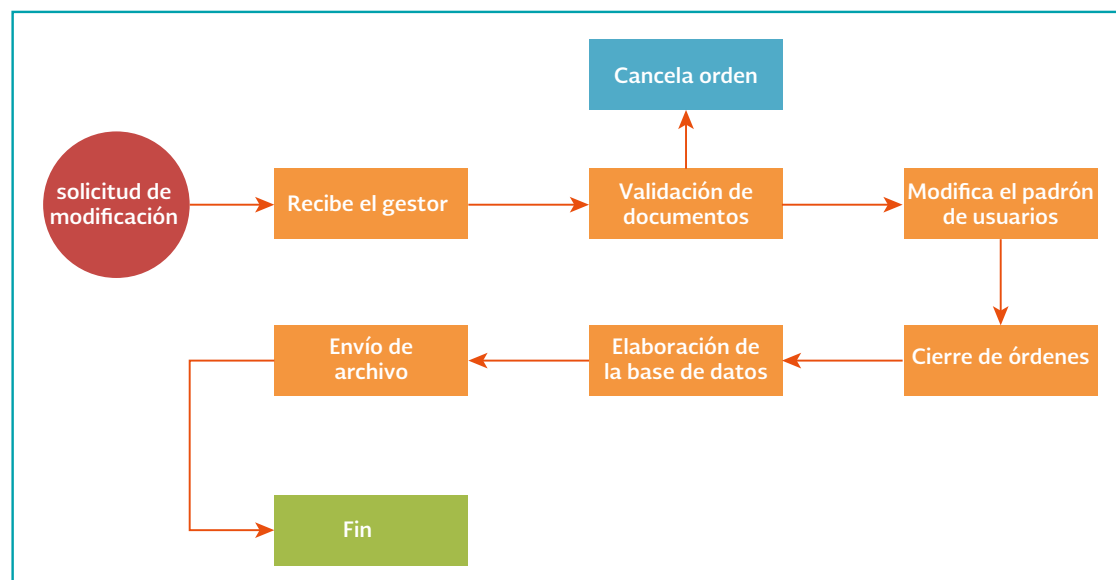 Cancela orden
solicitud de
modificación
Recibe el gestor
Validación de
documentos
Modifica el padrón
de usuarios
Envío de
archivo
Elaboración de
la base de datos
Cierre de órdenes
Fin